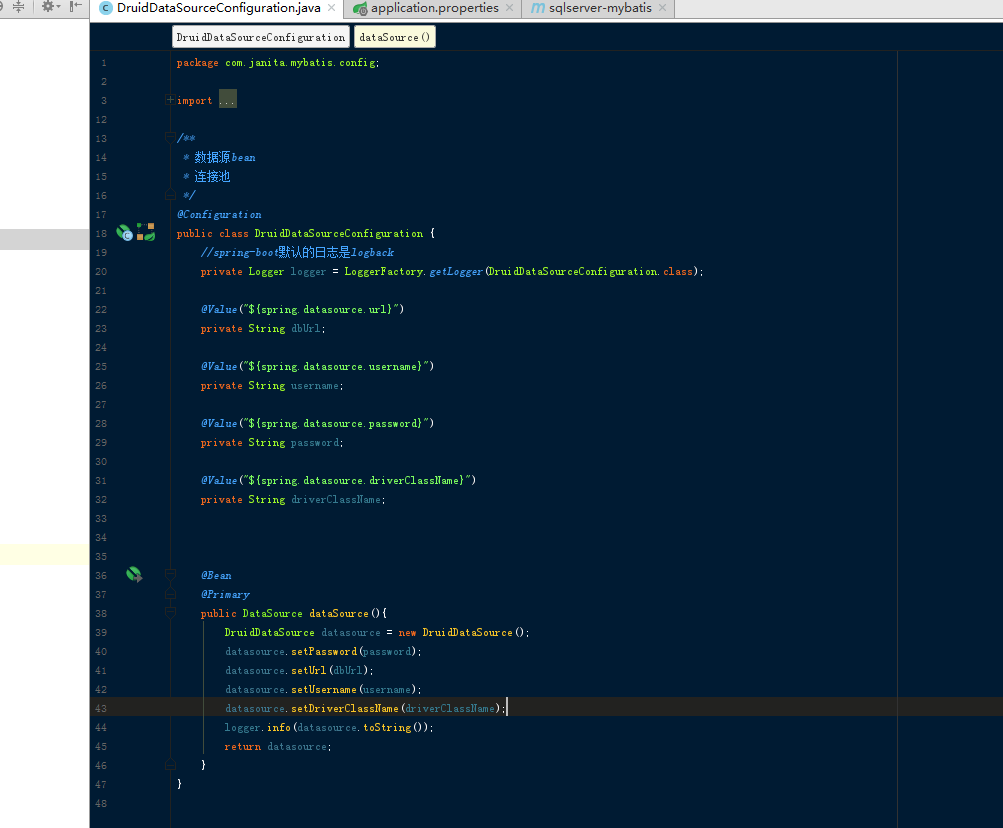 DruidDataSourceConfiguration.java application.properties sqlserver-mybatis
DruidDataSourceConfiguration dataSource()
1 package com.janita.mybatis.config;
2
3 import ...
12
13 /**
14 * 数据源bean
15 * 连接池
16 */
17 @Configuration
18 public class DruidDataSourceConfiguration {
19 //spring-boot默认的日志是logback
20 private Logger logger = LoggerFactory.getLogger(DruidDataSourceConfiguration.class);
21
22 @Value("${spring.datasource.url}")
23 private String dbUrl;
24
25 @Value("${spring.datasource.username}")
26 private String username;
27
28 @Value("${spring.datasource.password}")
29 private String password;
30
31 @Value("${spring.datasource.driverClassName}")
32 private String driverClassName;
33
34
35
36 @Bean
37 @Primary
38 public DataSource dataSource(){
39 DruidDataSource datasource = new DruidDataSource();
40 datasource.setPassword(password);
41 datasource.setUrl(dbUrl);
42 datasource.setUsername(username);
43 datasource.setDriverClassName(driverClassName);
44 logger.info(datasource.toString());
45 return datasource;
46 }
47 }
48